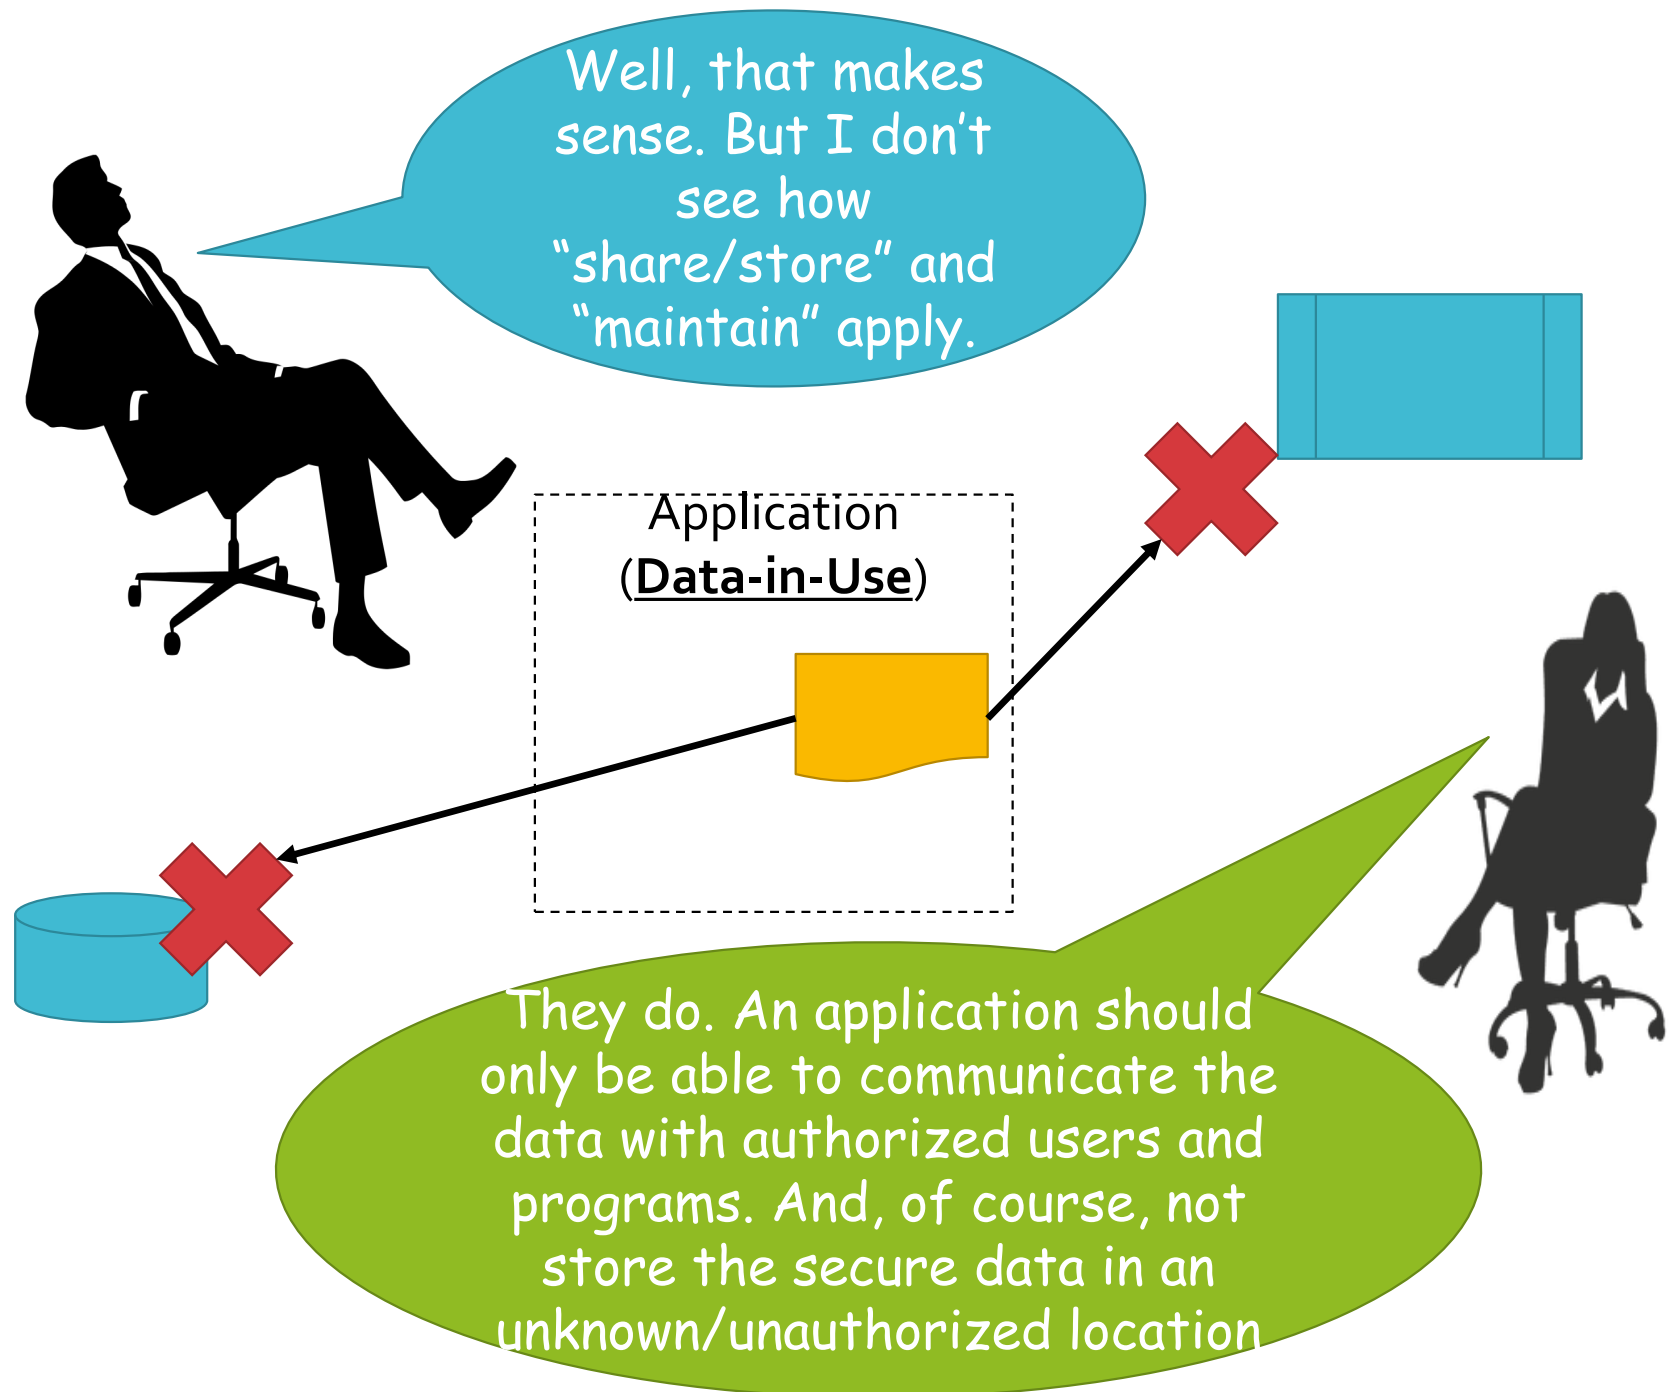 Well, that makes
sense. But I don’t
see how
“share/store” and
“maintain” apply.
Application
(Data-in-Use)
They do. An application should
only be able to communicate the
data with authorized users and
programs. And, of course, not
store the secure data in an
unknown/unauthorized location